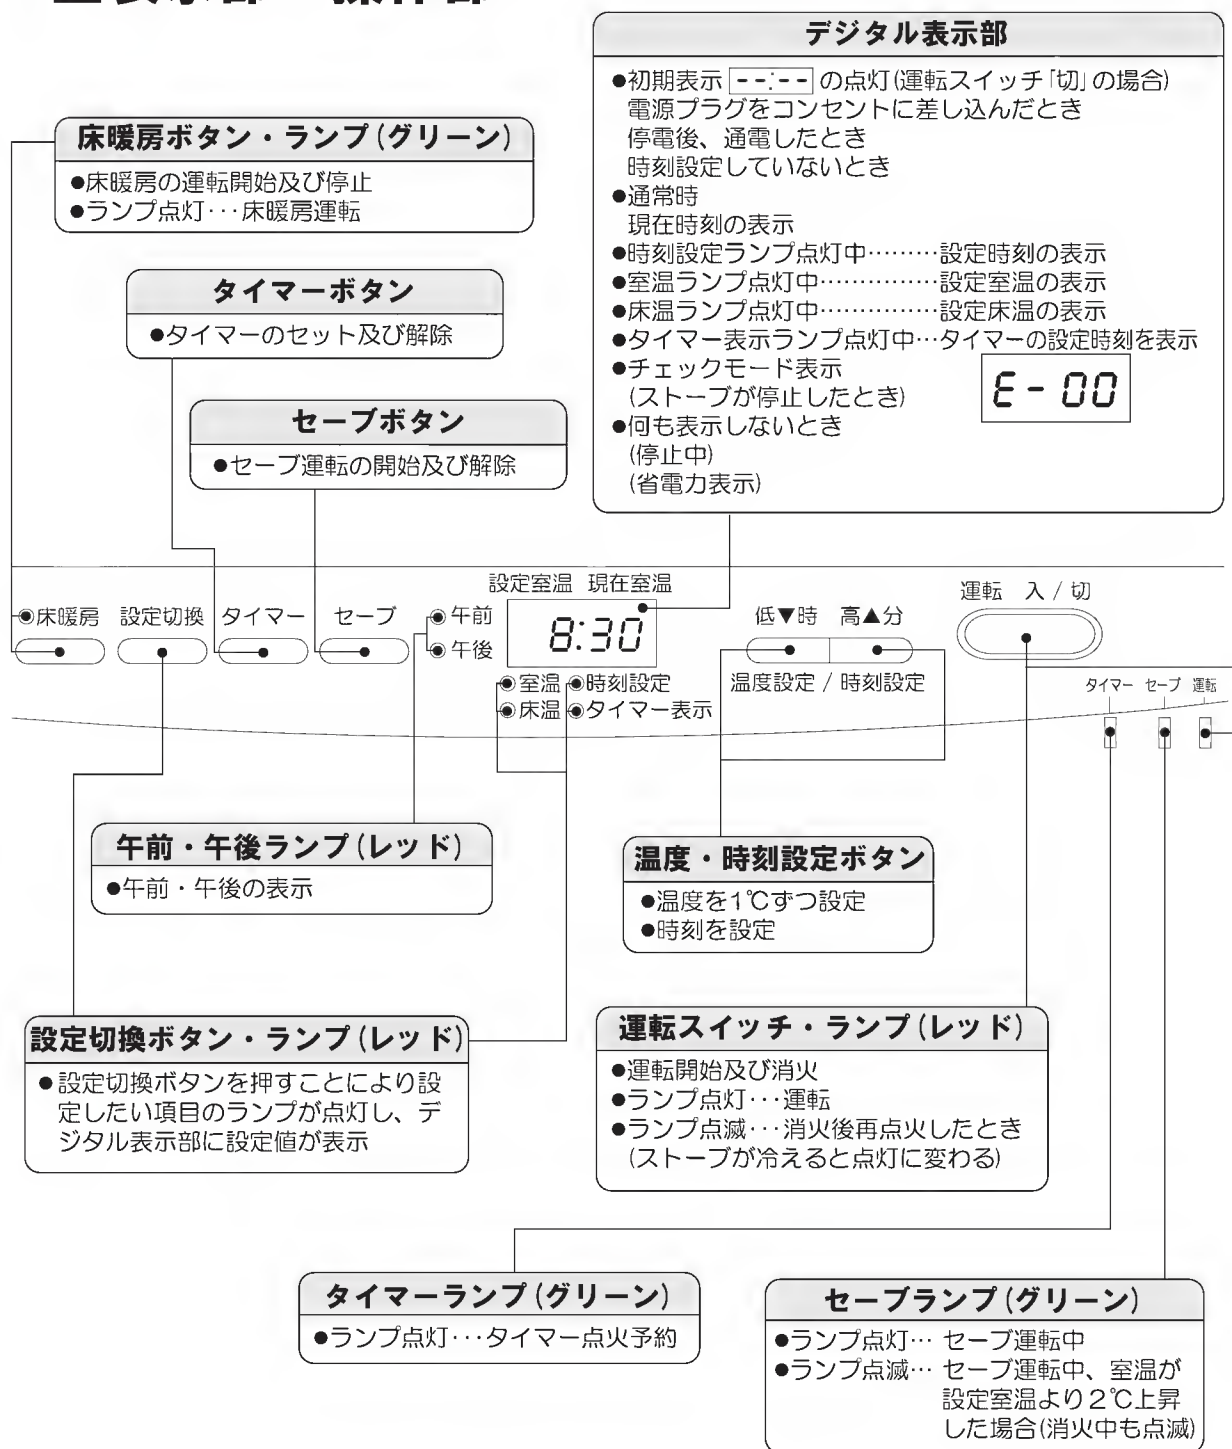 デジタル表示部
●初期表示 --:-- の点灯(運転スイッチ「切」の場合)
電源プラグをコンセントに差し込んだとき
停電後、通電したとき
時刻設定していないとき
●通常時
現在時刻の表示
●時刻設定ランプ点灯中………設定時刻の表示
●室温ランプ点灯中……………設定室温の表示
●床温ランプ点灯中……………設定床温の表示
●タイマー表示ランプ点灯中…タイマーの設定時刻を表示
●チェックモード表示
(ストーブが停止したとき)
E-00
●何も表示しないとき
(停止中)
(省電力表示)
床暖房ボタン・ランプ(グリーン)
●床暖房の運転開始及び停止
●ランプ点灯･･･床暖房運転
タイマーボタン
●タイマーのセット及び解除
セーブボタン
●セーブ運転の開始及び解除
設定室温 現在室温
床暖房 設定切換 タイマー セーブ
午前
午後
8:30
室温 時刻設定
床温 タイマー表示
低▼時 高▲分
温度設定 / 時刻設定
運転 入 / 切
タイマー セーブ 運転
午前・午後ランプ(レッド)
●午前・午後の表示
温度・時刻設定ボタン
●温度を1℃ずつ設定
●時刻を設定
設定切換ボタン・ランプ(レッド)
●設定切換ボタンを押すことにより設
定したい項目のランプが点灯し、デ
ジタル表示部に設定値が表示
運転スイッチ・ランプ(レッド)
●運転開始及び消火
●ランプ点灯･･･運転
●ランプ点滅･･･消火後再点火したとき
(ストーブが冷えると点灯に変わる)
タイマーランプ(グリーン)
●ランプ点灯･･･タイマー点火予約
セーブランプ(グリーン)
●ランプ点灯… セーブ運転中
●ランプ点滅… セーブ運転中、室温が
設定室温より2℃上昇
した場合(消火中も点滅)